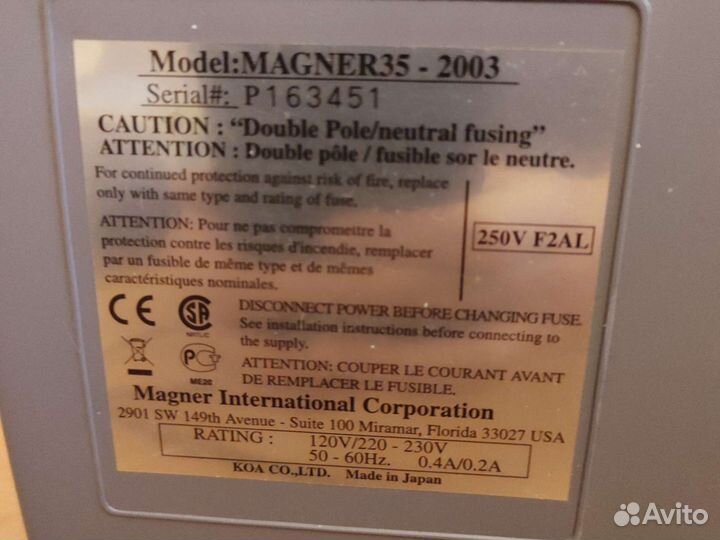 Model:MAGNER35 - 2003
Serial#: P163451
CAUTION : “Double Pole/neutral fusing”
ATTENTION : Double pôle / fusible sor le neutre.
For continued protection against risk of fire, replace
only with same type and rating of fuse.
ATTENTION: Pour ne pas compromettre la
protection contre les risques d'incendie, remplacer
par un fusible de même type et de mêmes
caractéristiques nominales.
250V F2AL
CE SA
NRTL/C
DISCONNECT POWER BEFORE CHANGING FUSE.
See installation instructions before connecting to
the supply.
ME20
ATTENTION: COUPER LE COURANT AVANT
DE REMPLACER LE FUSIBLE.
Magner International Corporation
2901 SW 149th Avenue - Suite 100 Miramar, Florida 33027 USA
RATING : 120V/220 - 230V
50 - 60Hz. 0.4A/0.2A
KOA CO.,LTD. Made in Japan
Avito